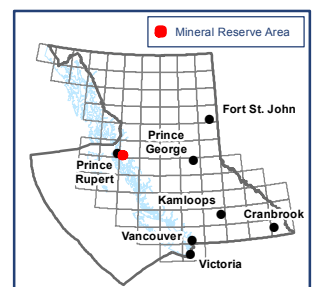 Mineral Reserve Area
Fort St. John
Prince
George
Prince
Rupert
Kamloops
Cranbrook
Vancouver
Victoria